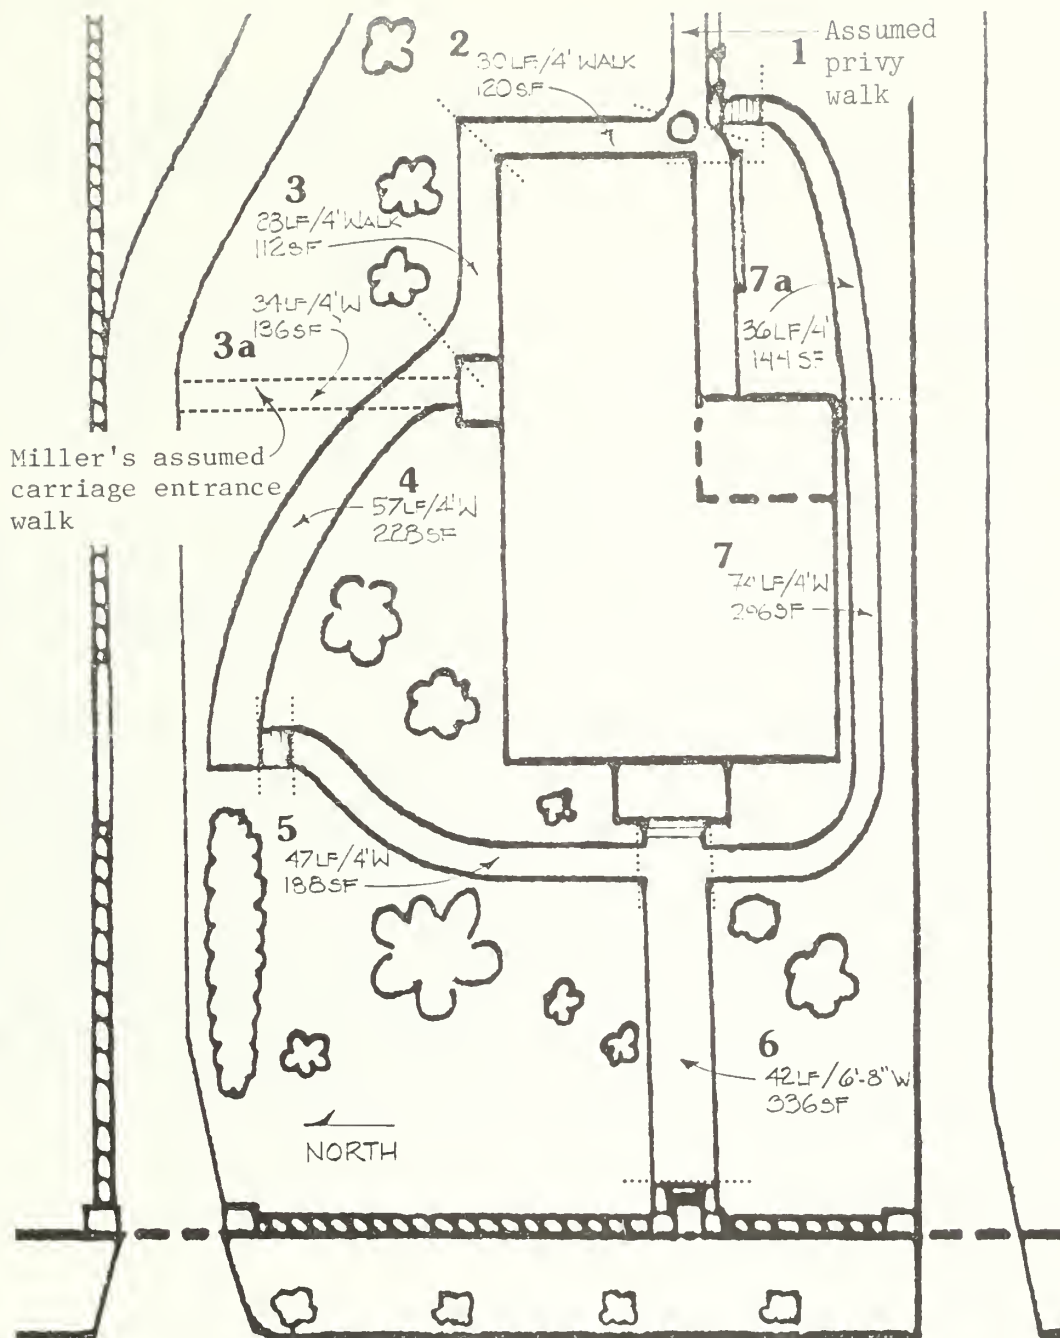 2
30LF/4' WALK
120SF
1
Assumed
privy
walk
3
28LF/4' WALK
112SF
34LF/4'W
136SF
3a
7a
36LF/4'
144SF
Miller's assumed
carriage entrance
walk
4
57LF/4'W
228SF
7
74'LF/4'W
296SF
5
47LF/4'W
188SF
6
42LF/6'-8"W
336SF
NORTH